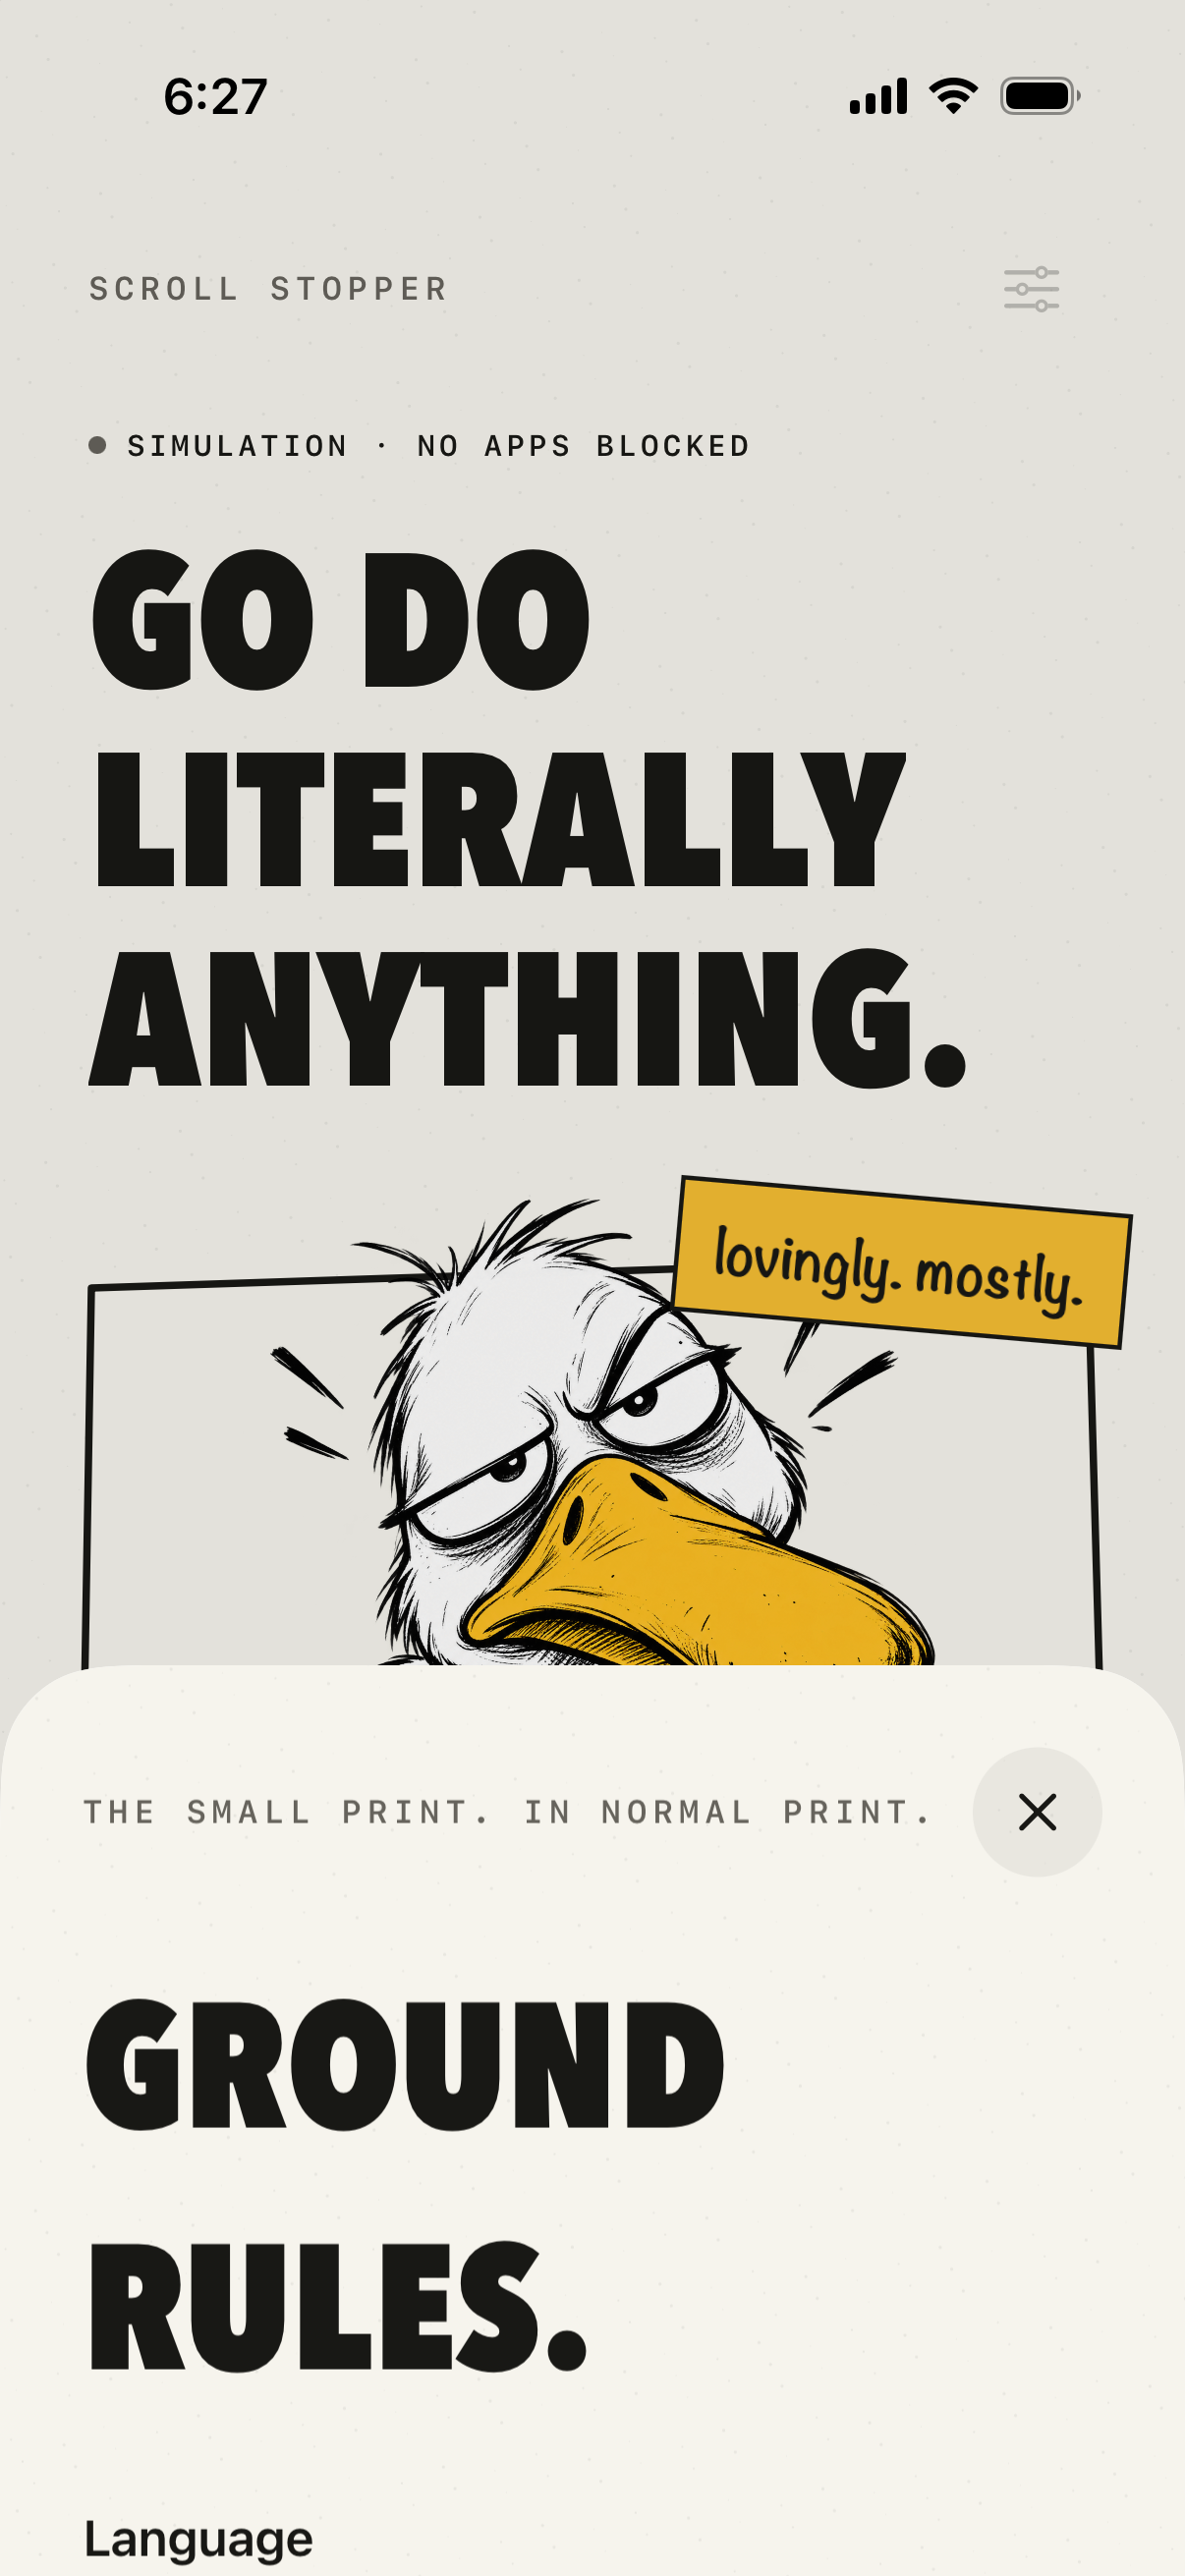 6:27
SCROLL STOPPER
SIMULATION · NO APPS BLOCKED
GO DO
LITERALLY
ANYTHING.
lovingly. mostly.
THE SMALL PRINT. IN NORMAL PRINT.
GROUND
RULES.
Language